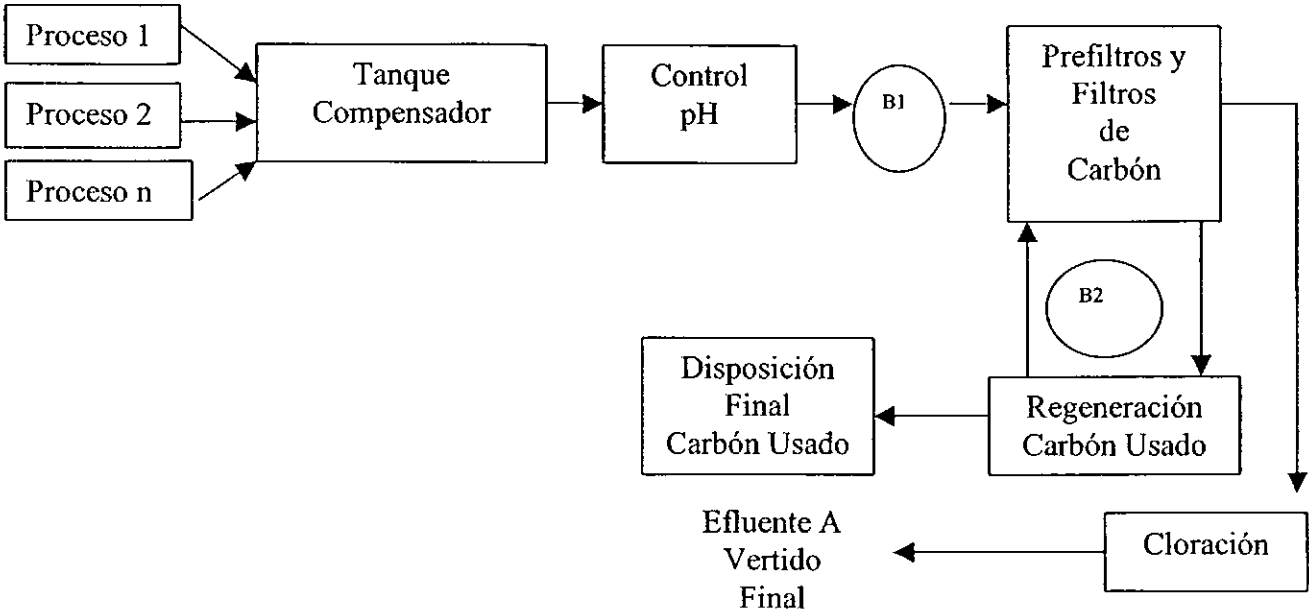 Proceso 1
Proceso 2
Proceso n
Tanque
Compensador
Control
pH
B1
Prefiltros y
Filtros
de
Carbón
B2
Disposición
Final
Carbón Usado
Regeneración
Carbón Usado
Efluente A
Vertido
Final
Cloración